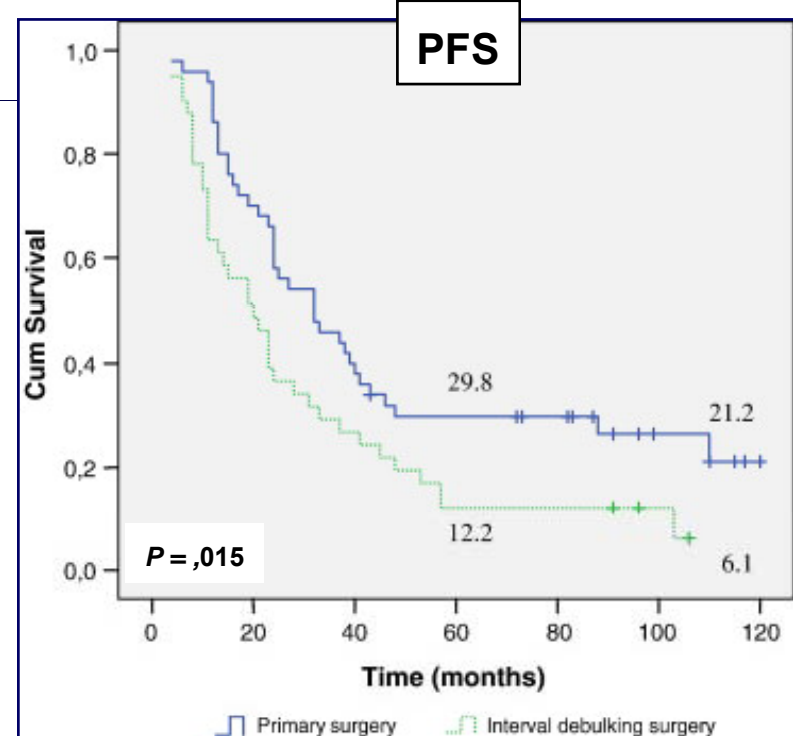 PFS
1,0
0,8
0,6
0,4
0,2
0,0
Cum Survival
29.8
21.2
12.2
6.1
P = ,015
0 20 40 60 80 100 120
Time (months)
Primary surgery Interval debulking surgery